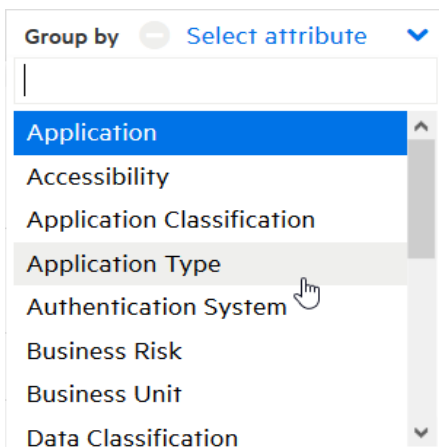 Group by Select attribute
Application
Accessibility
Application Classification
Application Type
Authentication System
Business Risk
Business Unit
Data Classification